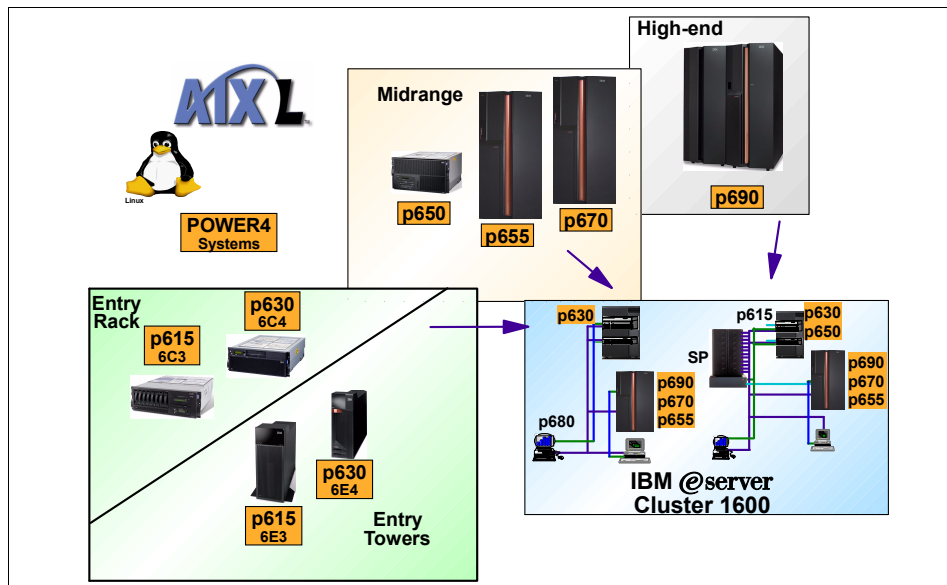 High-end
Midrange
AIX L
TM
Linux
POWER4
Systems
p650
p655
p670
p690
Entry
Rack
p630
6C4
p615
6C3
p630
6E4
p615
6E3
Entry
Towers
p630
p690
p670
p655
p680
p615
p630
p650
SP
p690
p670
p655
IBM eserver
Cluster 1600